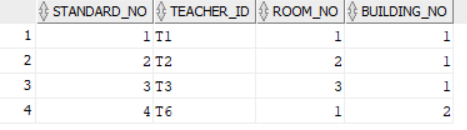 STANDARD_NO TEACHER_ID ROOM_NO BUILDING_NO
1 1 T1 1 1
2 2 T2 2 1
3 3 T3 3 1
4 4 T6 1 2